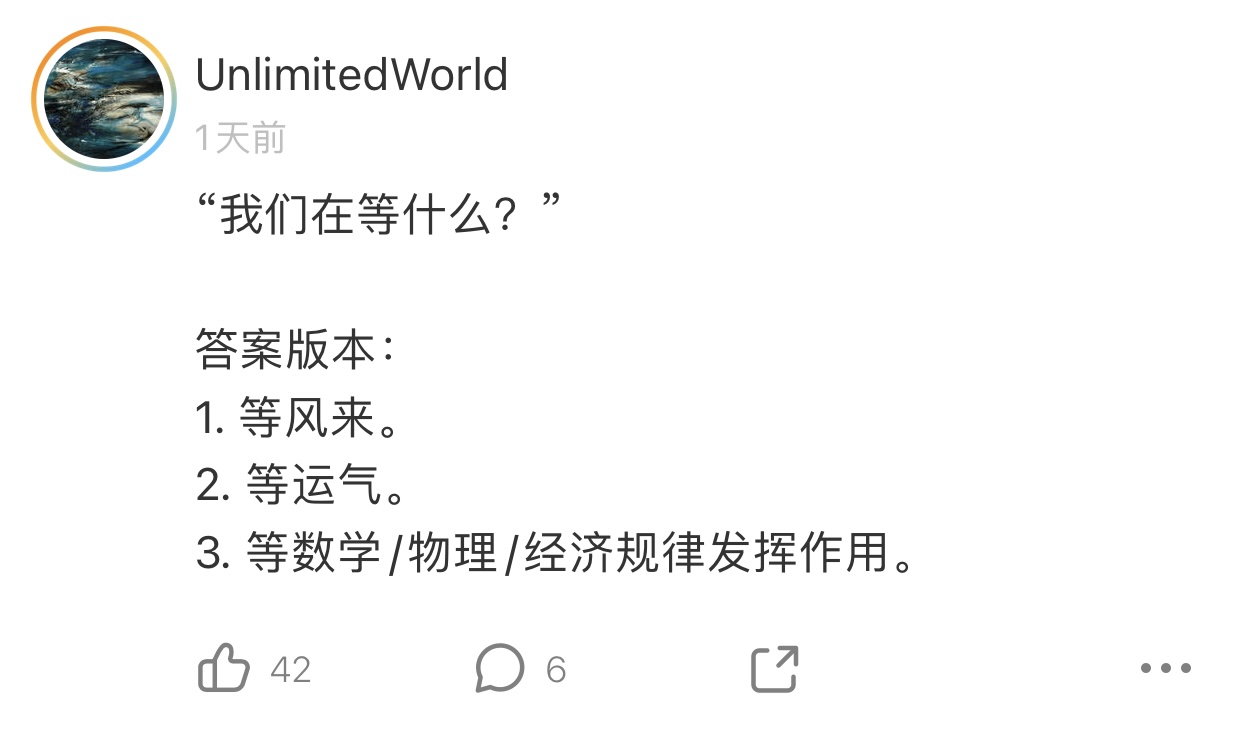 UnlimitedWorld
1天前
“我们在等什么？”
答案版本：
1. 等风来。
2. 等运气。
3. 等数学/物理/经济规律发挥作用。
42
6